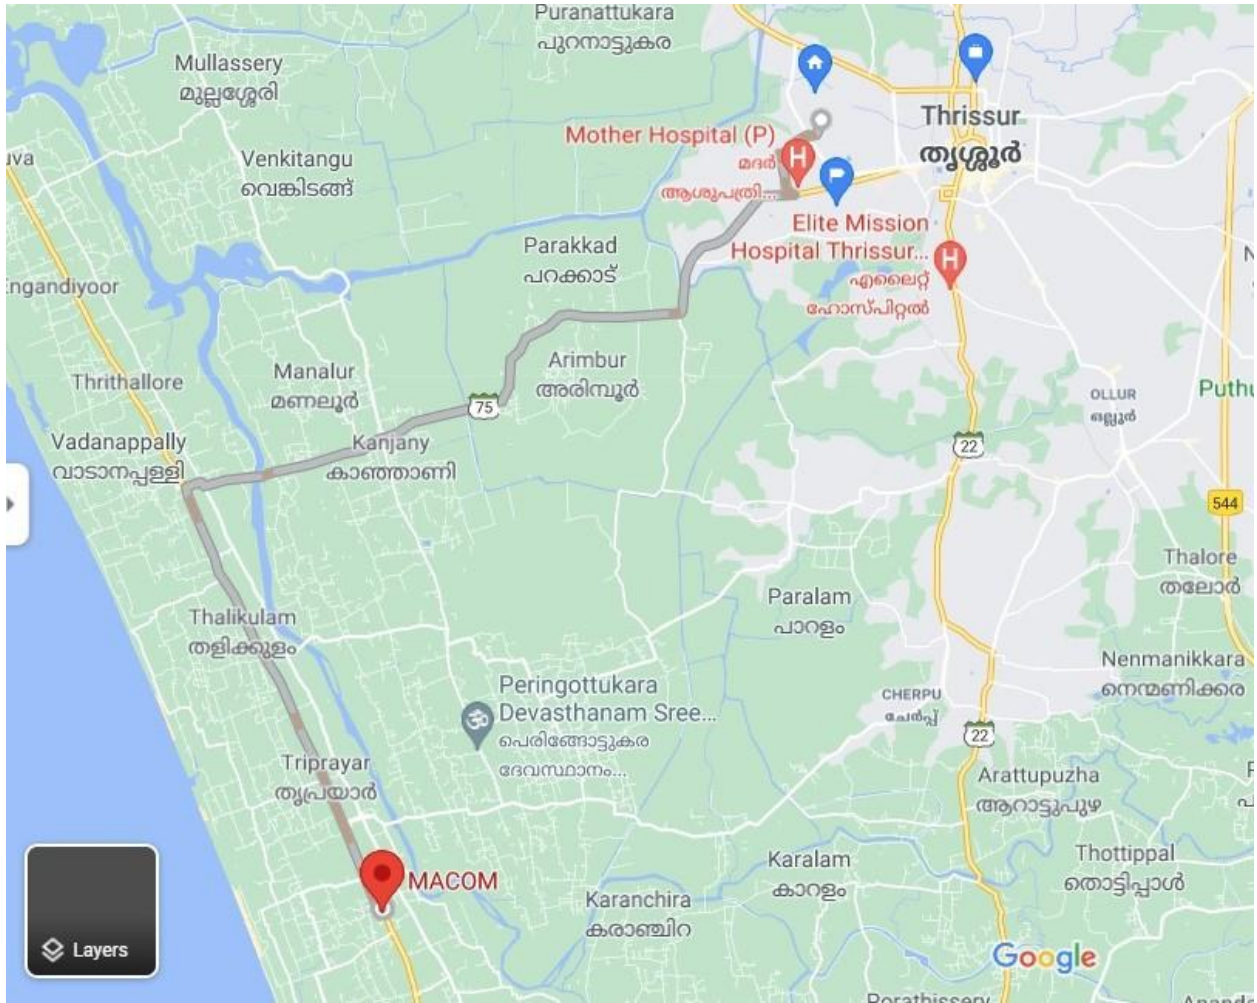 Puranattukara
പുറനാട്ടുകര
Mullassery
മുല്ലശ്ശേരി
Thrissur
തൃശ്ശൂർ
Mother Hospital (P)
മദർ
ആശുപത്രി...
uva
Venkitangu
വെങ്കിടങ്ങ്
Elite Mission
Hospital Thrissur...
എലൈറ്റ്
ഹോസ്പിറ്റൽ
Parakkad
പറക്കാട്
Engandiyoor
Arimbur
അരിമ്പൂർ
Manalur
മണലൂർ
Thrithallore
OLLUR
ഒല്ലൂർ
Puthu
75
Vadanappally
വാടാനപ്പള്ളി
Kanjany
കാഞ്ഞാണി
22
544
Thalore
തലോർ
Thalikulam
തളിക്കുളം
Paralam
പാറളം
Nenmanikkara
നെന്മണിക്കര
Peringottukara
Devasthanam Sree...
പെരിങ്ങോട്ടുകര
ദേവസ്ഥാനം...
CHERPU
ചേർപ്പ്
22
Triprayar
തൃപ്രയാർ
Arattupuzha
ആറാട്ടുപുഴ
MACOM
Karalam
കാറളം
Thottippal
തൊട്ടിപ്പാൾ
Karanchira
കരാഞ്ചിറ
Layers
Google
Porathissery